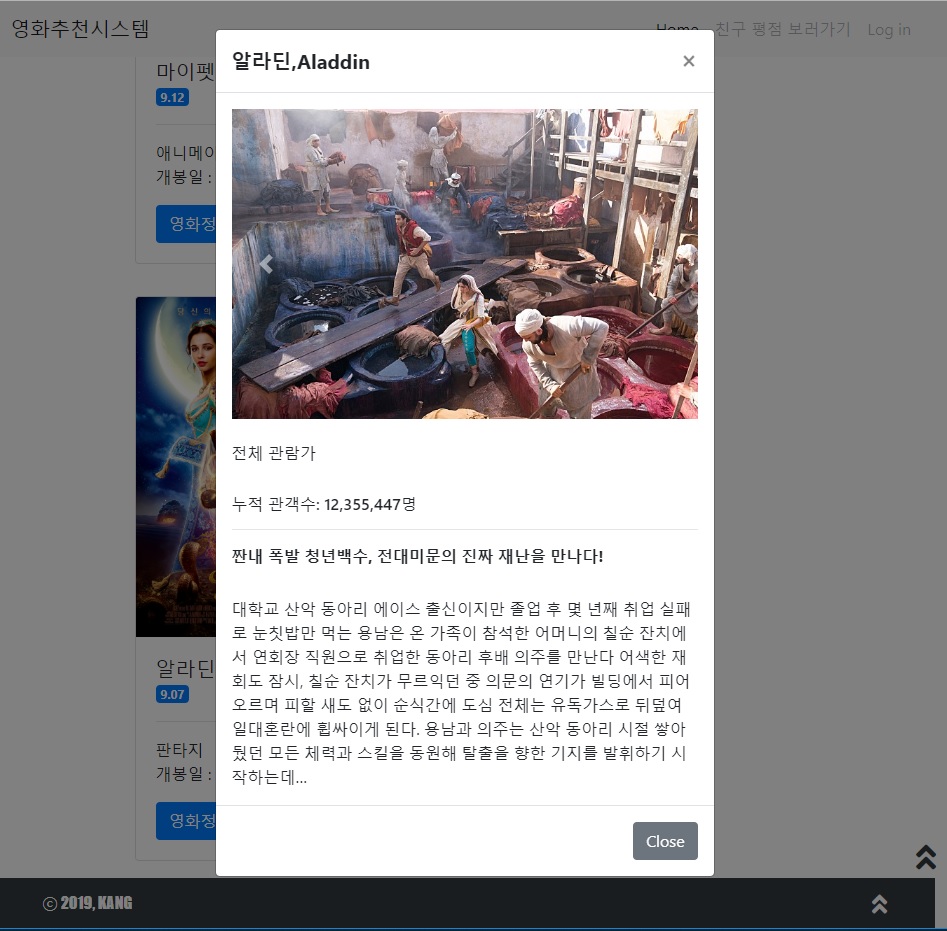 영화추천시스템
Home 친구 평점 보러가기 Log in
마이펫
9.12
애니메이
개봉일 :
영화정
알라딘
9.07
판타지
개봉일 :
영화정
알라딘,Aladdin
×
전체 관람가
누적 관객수: 12,355,447명
짠내 폭발 청년백수, 전대미문의 진짜 재난을 만나다!
대학교 산악 동아리 에이스 출신이지만 졸업 후 몇 년째 취업 실패
로 눈칫밥만 먹는 용남은 온 가족이 참석한 어머니의 칠순 잔치에
서 연회장 직원으로 취업한 동아리 후배 의주를 만난다 어색한 재
회도 잠시, 칠순 잔치가 무르익던 중 의문의 연기가 빌딩에서 피어
오르며 피할 새도 없이 순식간에 도심 전체는 유독가스로 뒤덮여
일대혼란에 휩싸이게 된다. 용남과 의주는 산악 동아리 시절 쌓아
뒀던 모든 체력과 스킬을 동원해 탈출을 향한 기지를 발휘하기 시
작하는데...
Close
© 2019, KANG